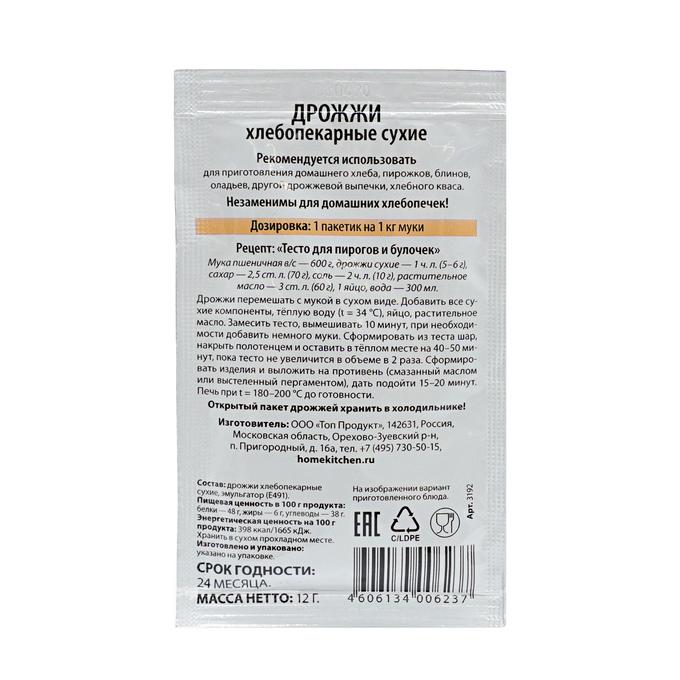 ДРОЖЖИ
хлебопекарные сухие
Рекомендуется использовать
для приготовления домашнего хлеба, пирожков, блинов,
оладьев, другой дрожжевой выпечки, хлебного кваса.
Незаменимы для домашних хлебопечек!
Дозировка: 1 пакетик на 1 кг муки
Рецепт: «Тесто для пирогов и булочек»
Мука пшеничная в/с — 600 г, дрожжи сухие — 1 ч. л. (5–6 г),
сахар — 2,5 ст. л. (70 г), соль — 2 ч. л. (10 г), растительное
масло — 3 ст. л. (60 г), 1 яйцо, вода — 300 мл.
Дрожжи перемешать с мукой в сухом виде. Добавить все су-
хие компоненты, тёплую воду (t = 34 °С), яйцо, растительное
масло. Замесить тесто, вымешивать 10 минут, при необходи-
мости добавить немного муки. Сформировать из теста шар,
накрыть полотенцем и оставить в тёплом месте на 40–50 ми-
нут, пока тесто не увеличится в объеме в 2 раза. Сформиро-
вать изделия и выложить на противень (смазанный маслом
или выстеленный пергаментом), дать подойти 15–20 минут.
Печь при t = 180–200 °С до готовности.
Открытый пакет дрожжей хранить в холодильнике!
Изготовитель: ООО «Топ Продукт», 142631, Россия,
Московская область, Орехово-Зуевский р-н,
п. Пригородный, д. 16а, тел. +7 (495) 730-50-15,
homekitchen.ru
Состав: дрожжи хлебопекарные
сухие, эмульгатор (Е491).
Пищевая ценность в 100 г продукта:
белки — 48 г, жиры — 6 г, углеводы — 38 г.
Энергетическая ценность на 100 г
продукта: 398 ккал/1665 кДж.
Хранить в сухом прохладном месте.
Изготовлено и упаковано:
указано на упаковке.
СРОК ГОДНОСТИ:
24 МЕСЯЦА.
МАССА НЕТТО: 12 Г.
На изображении вариант
приготовленного блюда.
EAC
C/LDPE
Арт. 3192
4 606134 006237